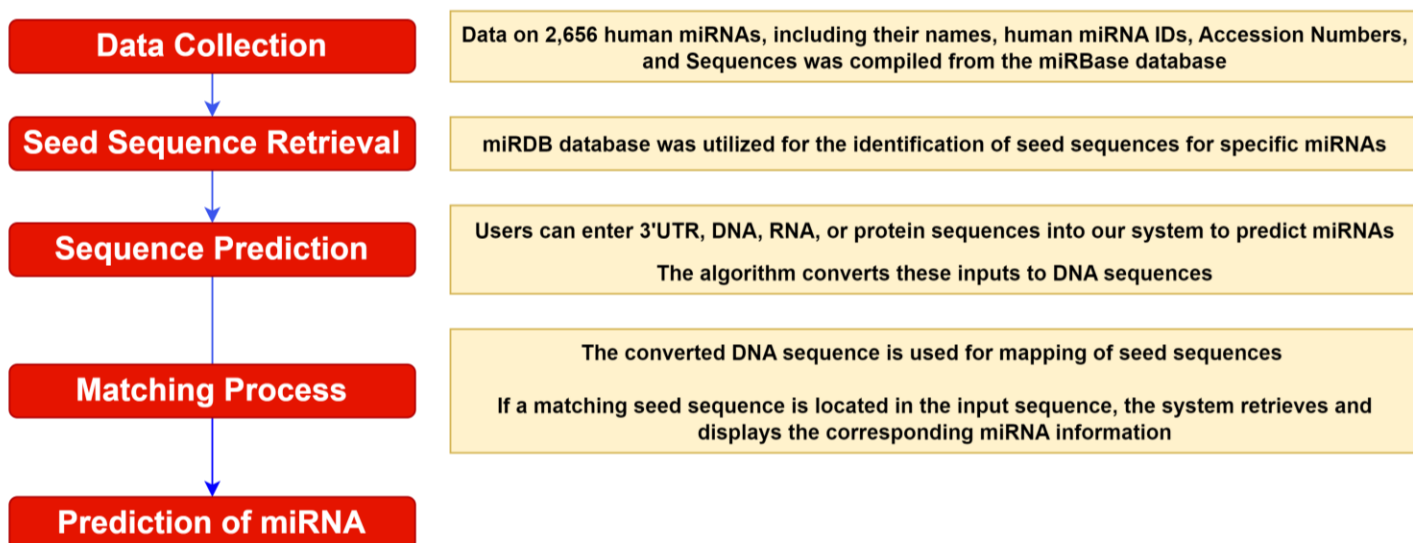 Data Collection
Data on 2,656 human miRNAs, including their names, human miRNA IDs, Accession Numbers,
and Sequences was compiled from the miRBase database
Seed Sequence Retrieval
miRDB database was utilized for the identification of seed sequences for specific miRNAs
Sequence Prediction
Users can enter 3'UTR, DNA, RNA, or protein sequences into our system to predict miRNAs
The algorithm converts these inputs to DNA sequences
Matching Process
The converted DNA sequence is used for mapping of seed sequences
If a matching seed sequence is located in the input sequence, the system retrieves and
displays the corresponding miRNA information
Prediction of miRNA